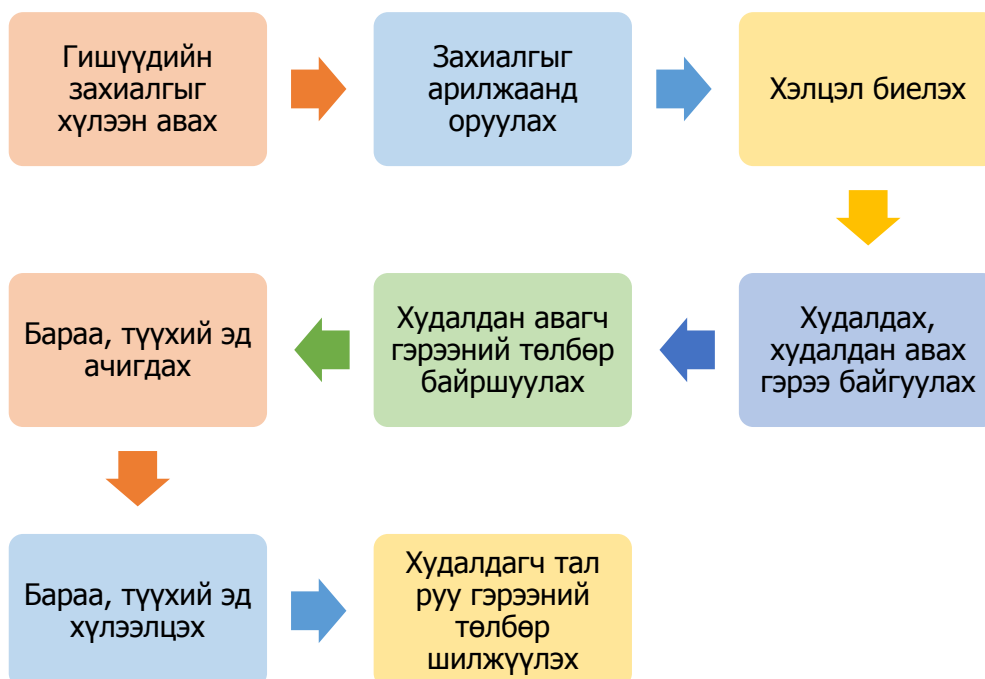 Гишүүдийн
захиалгыг
хүлээн авах
Захиалгыг
арилжаанд
оруулах
Хэлцэл биелэх
Худалдах,
худалдан авах
гэрээ байгуулах
Худалдан авагч
гэрээний төлбөр
байршуулах
Бараа, түүхий эд
ачигдах
Бараа, түүхий эд
хүлээлцэх
Худалдагч тал
руу гэрээний
төлбөр
шилжүүлэх